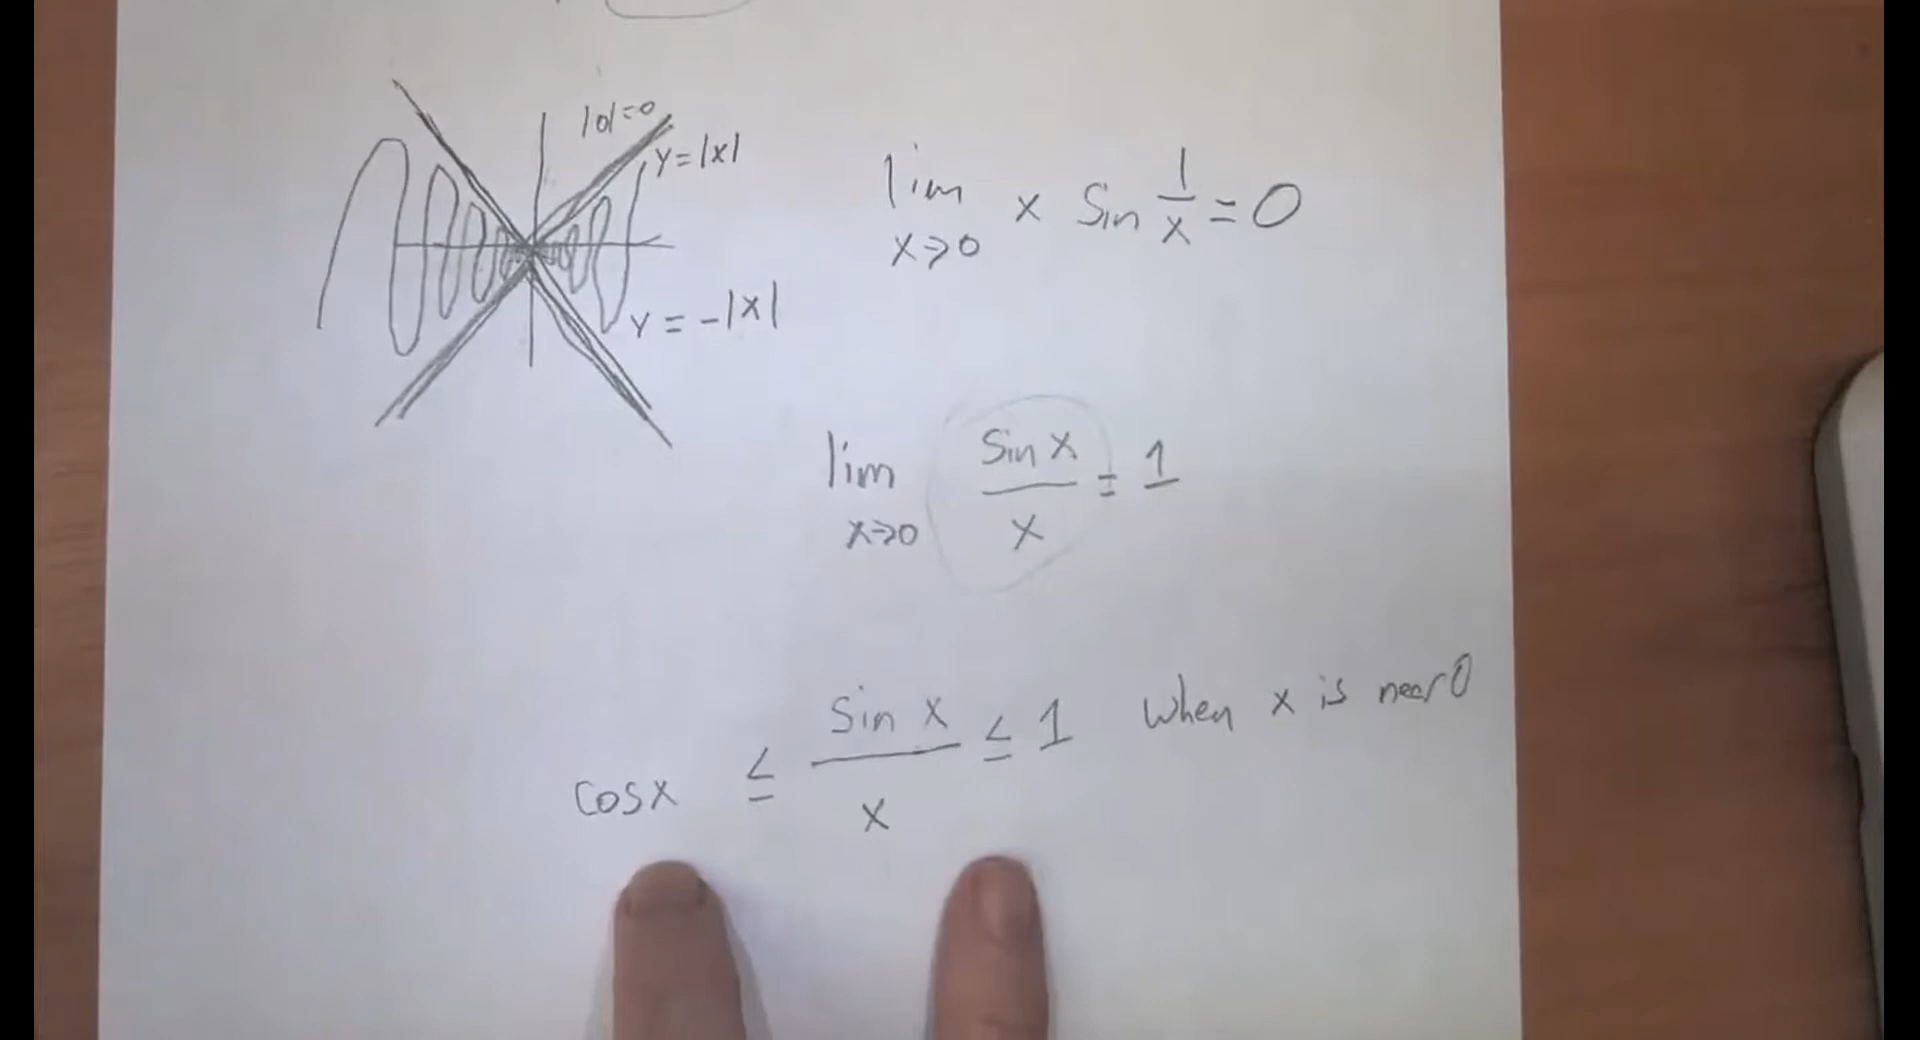 |0|=0
y=|x|
lim x→0 x sin 1/x = 0
y = -|x|
lim x→0 sin x / x = 1
cos x ≤ sin x / x ≤ 1 when x is near 0